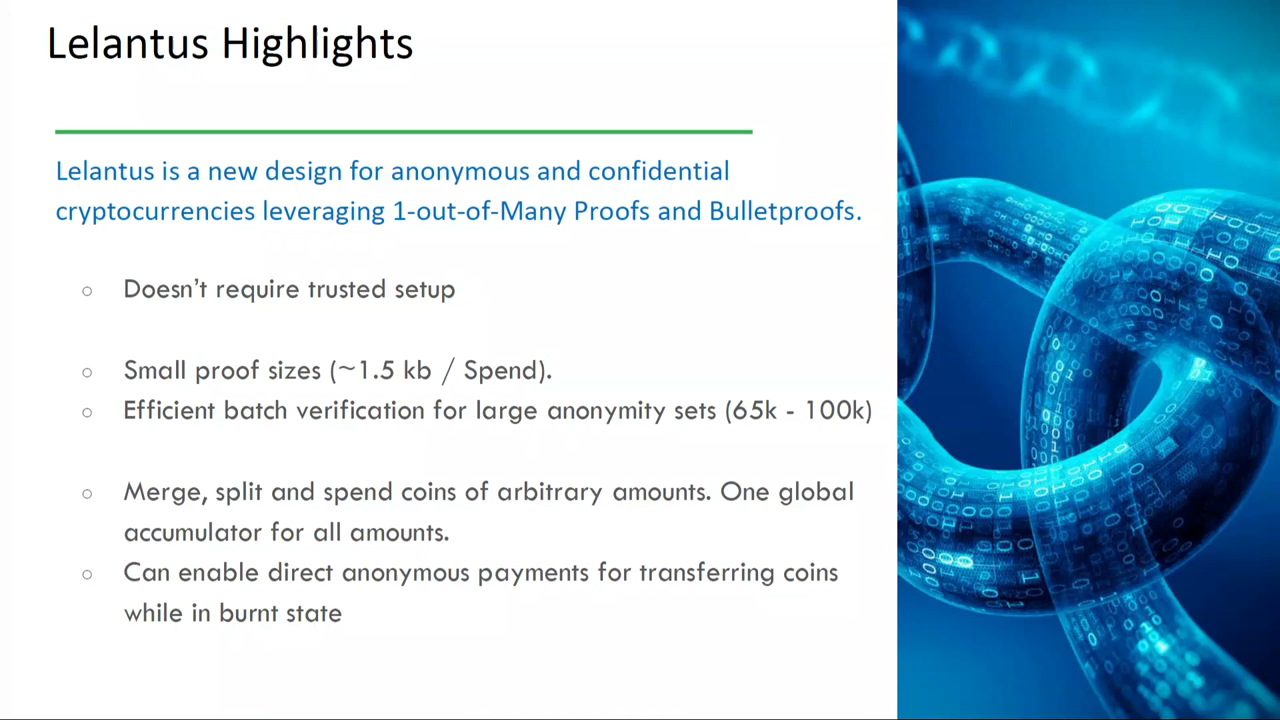 Lelantus Highlights
Lelantus is a new design for anonymous and confidential
cryptocurrencies leveraging 1-out-of-Many Proofs and Bulletproofs.
○ Doesn’t require trusted setup
○ Small proof sizes (~1.5 kb / Spend).
○ Efficient batch verification for large anonymity sets (65k - 100k)
○ Merge, split and spend coins of arbitrary amounts. One global
accumulator for all amounts.
○ Can enable direct anonymous payments for transferring coins
while in burnt state